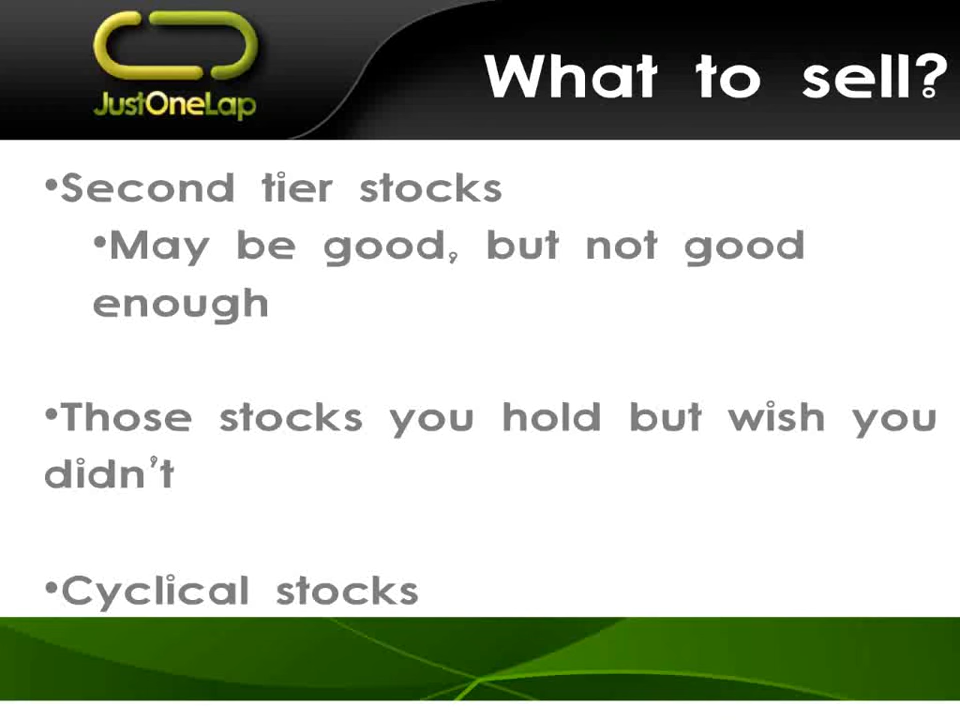 JustOneLap
What to sell?
•Second tier stocks
•May be good, but not good
enough
•Those stocks you hold but wish you
didn't
•Cyclical stocks